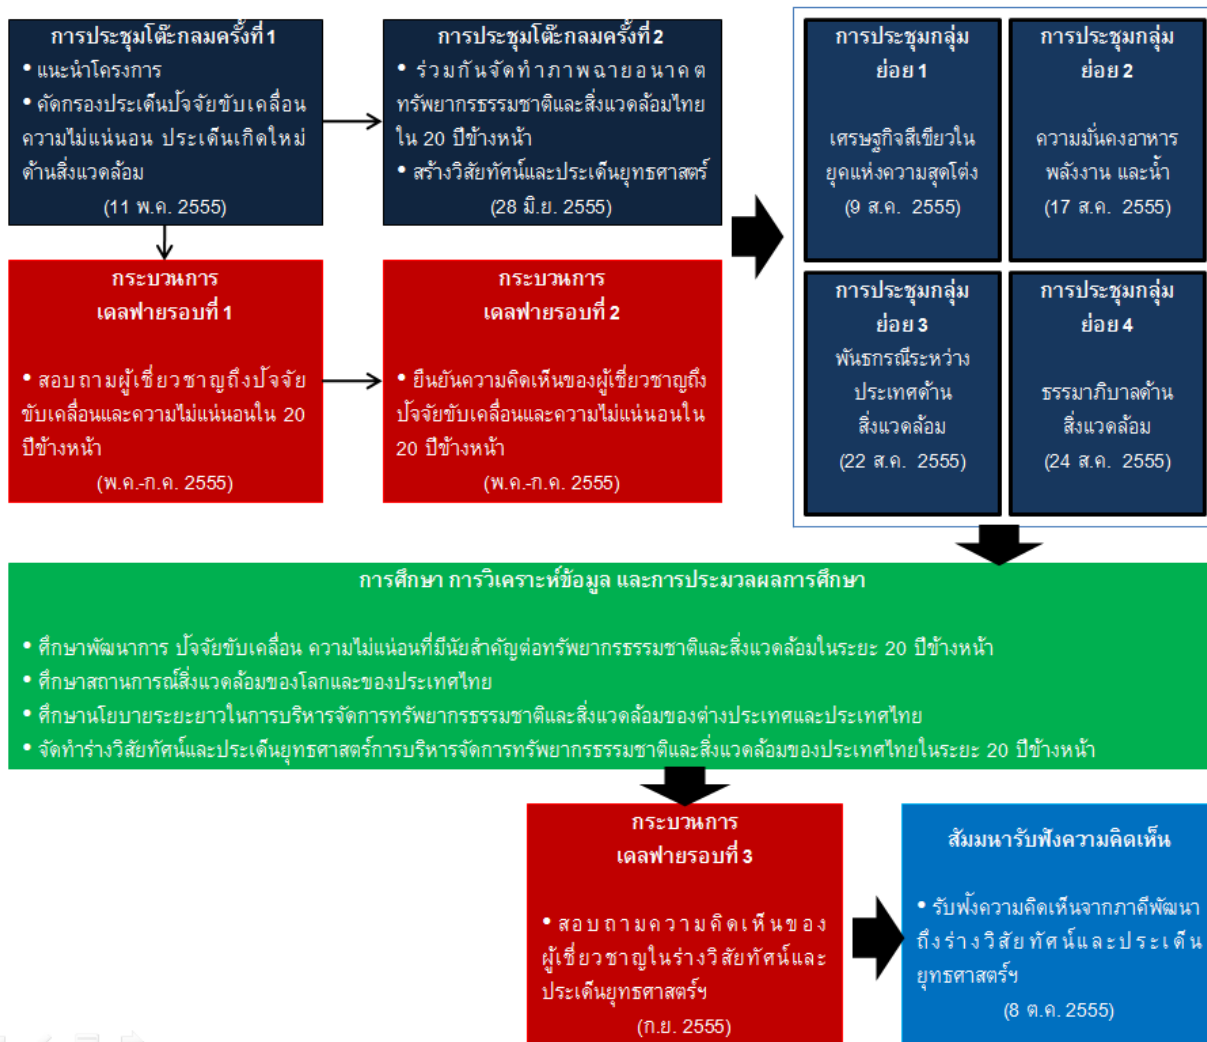 การประชุมโต๊ะกลมครั้งที่ 1
• แนะนำโครงการ
• คัดกรองประเด็นปัจจัยขับเคลื่อน
ความไม่แน่นอน ประเด็นเกิดใหม่
ด้านสิ่งแวดล้อม
(11 พ.ค. 2555)
การประชุมโต๊ะกลมครั้งที่ 2
• ร่วมกันจัดทำภาพฉายอนาคต
ทรัพยากรธรรมชาติและสิ่งแวดล้อมไทย
ใน 20 ปีข้างหน้า
• สร้างวิสัยทัศน์และประเด็นยุทธศาสตร์
(28 มิ.ย. 2555)
การประชุมกลุ่ม
ย่อย 1
เศรษฐกิจสีเขียวใน
ยุคแห่งความสุดโต่ง
(9 ส.ค. 2555)
การประชุมกลุ่ม
ย่อย 2
ความมั่นคงอาหาร
พลังงาน และน้ำ
(17 ส.ค. 2555)
กระบวนการ
เดลฟายรอบที่ 1
• สอบถามผู้เชี่ยวชาญถึงปัจจัย
ขับเคลื่อนและความไม่แน่นอนใน 20
ปีข้างหน้า
(พ.ค.-ก.ค. 2555)
กระบวนการ
เดลฟายรอบที่ 2
• ยืนยันความคิดเห็นของผู้เชี่ยวชาญถึง
ปัจจัยขับเคลื่อนและความไม่แน่นอนใน
20 ปีข้างหน้า
(พ.ค.-ก.ค. 2555)
การประชุมกลุ่ม
ย่อย 3
พันธกรณีระหว่าง
ประเทศด้าน
สิ่งแวดล้อม
(22 ส.ค. 2555)
การประชุมกลุ่ม
ย่อย 4
ธรรมาภิบาลด้าน
สิ่งแวดล้อม
(24 ส.ค. 2555)
การศึกษา การวิเคราะห์ข้อมูล และการประมวลผลการศึกษา
• ศึกษาพัฒนาการ ปัจจัยขับเคลื่อน ความไม่แน่อนที่มีนัยสำคัญต่อทรัพยากรธรรมชาติและสิ่งแวดล้อมในระยะ 20 ปีข้างหน้า
• ศึกษาสถานการณ์สิ่งแวดล้อมของโลกและของประเทศไทย
• ศึกษานโยบายระยะยาวในการบริหารจัดการทรัพยากรธรรมชาติและสิ่งแวดล้อมของต่างประเทศและประเทศไทย
• จัดทำร่างวิสัยทัศน์และประเด็นยุทธศาสตร์การบริหารจัดการทรัพยากรธรรมชาติและสิ่งแวดล้อมของประเทศไทยในระยะ 20 ปีข้างหน้า
กระบวนการ
เดลฟายรอบที่ 3
• สอบถามความคิดเห็นของ
ผู้เชี่ยวชาญในร่างวิสัยทัศน์และ
ประเด็นยุทธศาสตร์ฯ
(ก.ย. 2555)
สัมมนารับฟังความคิดเห็น
• รับฟังความคิดเห็นจากภาคีพัฒนา
ถึงร่างวิสัยทัศน์และประเด็น
ยุทธศาสตร์ฯ
(8 ต.ค. 2555)